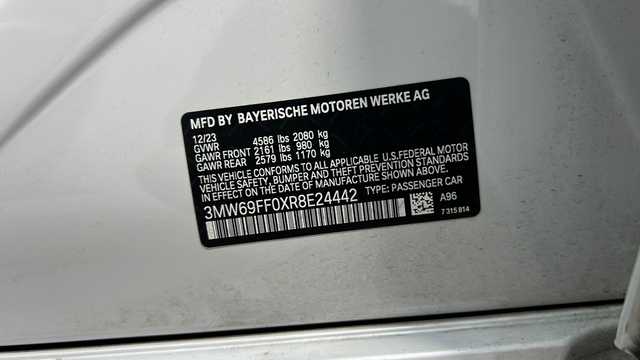 MFD BY BAYERISCHE MOTOREN WERKE AG
12/23
GVWR 4586 lbs 2080 kg
GAWR FRONT 2161 lbs 980 kg
GAWR REAR 2579 lbs 1170 kg
THIS VEHICLE CONFORMS TO ALL APPLICABLE U.S.FEDERAL MOTOR
VEHICLE SAFETY, BUMPER AND THEFT PREVENTION STANDARDS
IN EFFECT ON THE DATE OF MANUFACTURE SHOWN ABOVE.
3MW69FF0XR8E24442 TYPE: PASSENGER CAR
A96
7 315 814